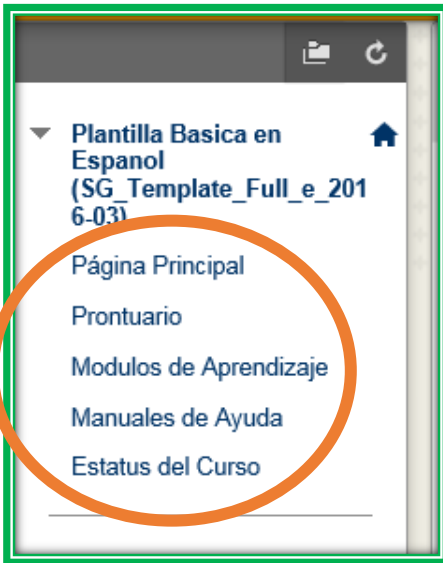 Plantilla Basica en
Espanol
(SG_Template_Full_e_201
6-03)
Página Principal
Prontuario
Modulos de Aprendizaje
Manuales de Ayuda
Estatus del Curso